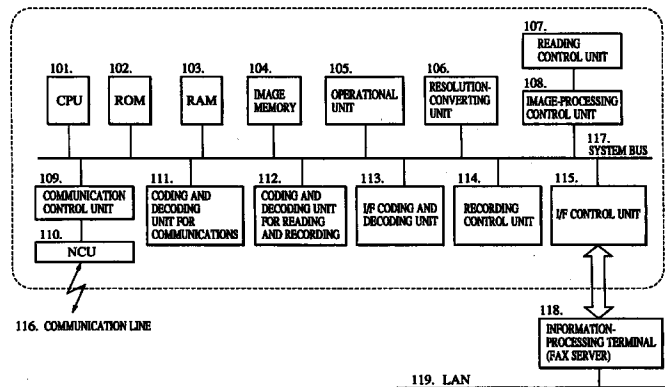 107.
READING
CONTROL UNIT
101.
CPU
102.
ROM
103.
RAM
104.
IMAGE
MEMORY
105.
OPERATIONAL
UNIT
106.
RESOLUTION-
CONVERTING
UNIT
108.
IMAGE-PROCESSING
CONTROL UNIT
117.
SYSTEM BUS
109.
COMMUNICATION
CONTROL UNIT
110.
NCU
111.
CODING AND
DECODING
UNIT FOR
COMMUNICATIONS
112.
CODING AND
DECODING UNIT
FOR READING
AND RECORDING
113.
I/F CODING AND
DECODING UNIT
114.
RECORDING
CONTROL UNIT
115.
I/F CONTROL UNIT
116. COMMUNICATION LINE
118.
INFORMATION-
PROCESSING TERMINAL
(FAX SERVER)
119. LAN